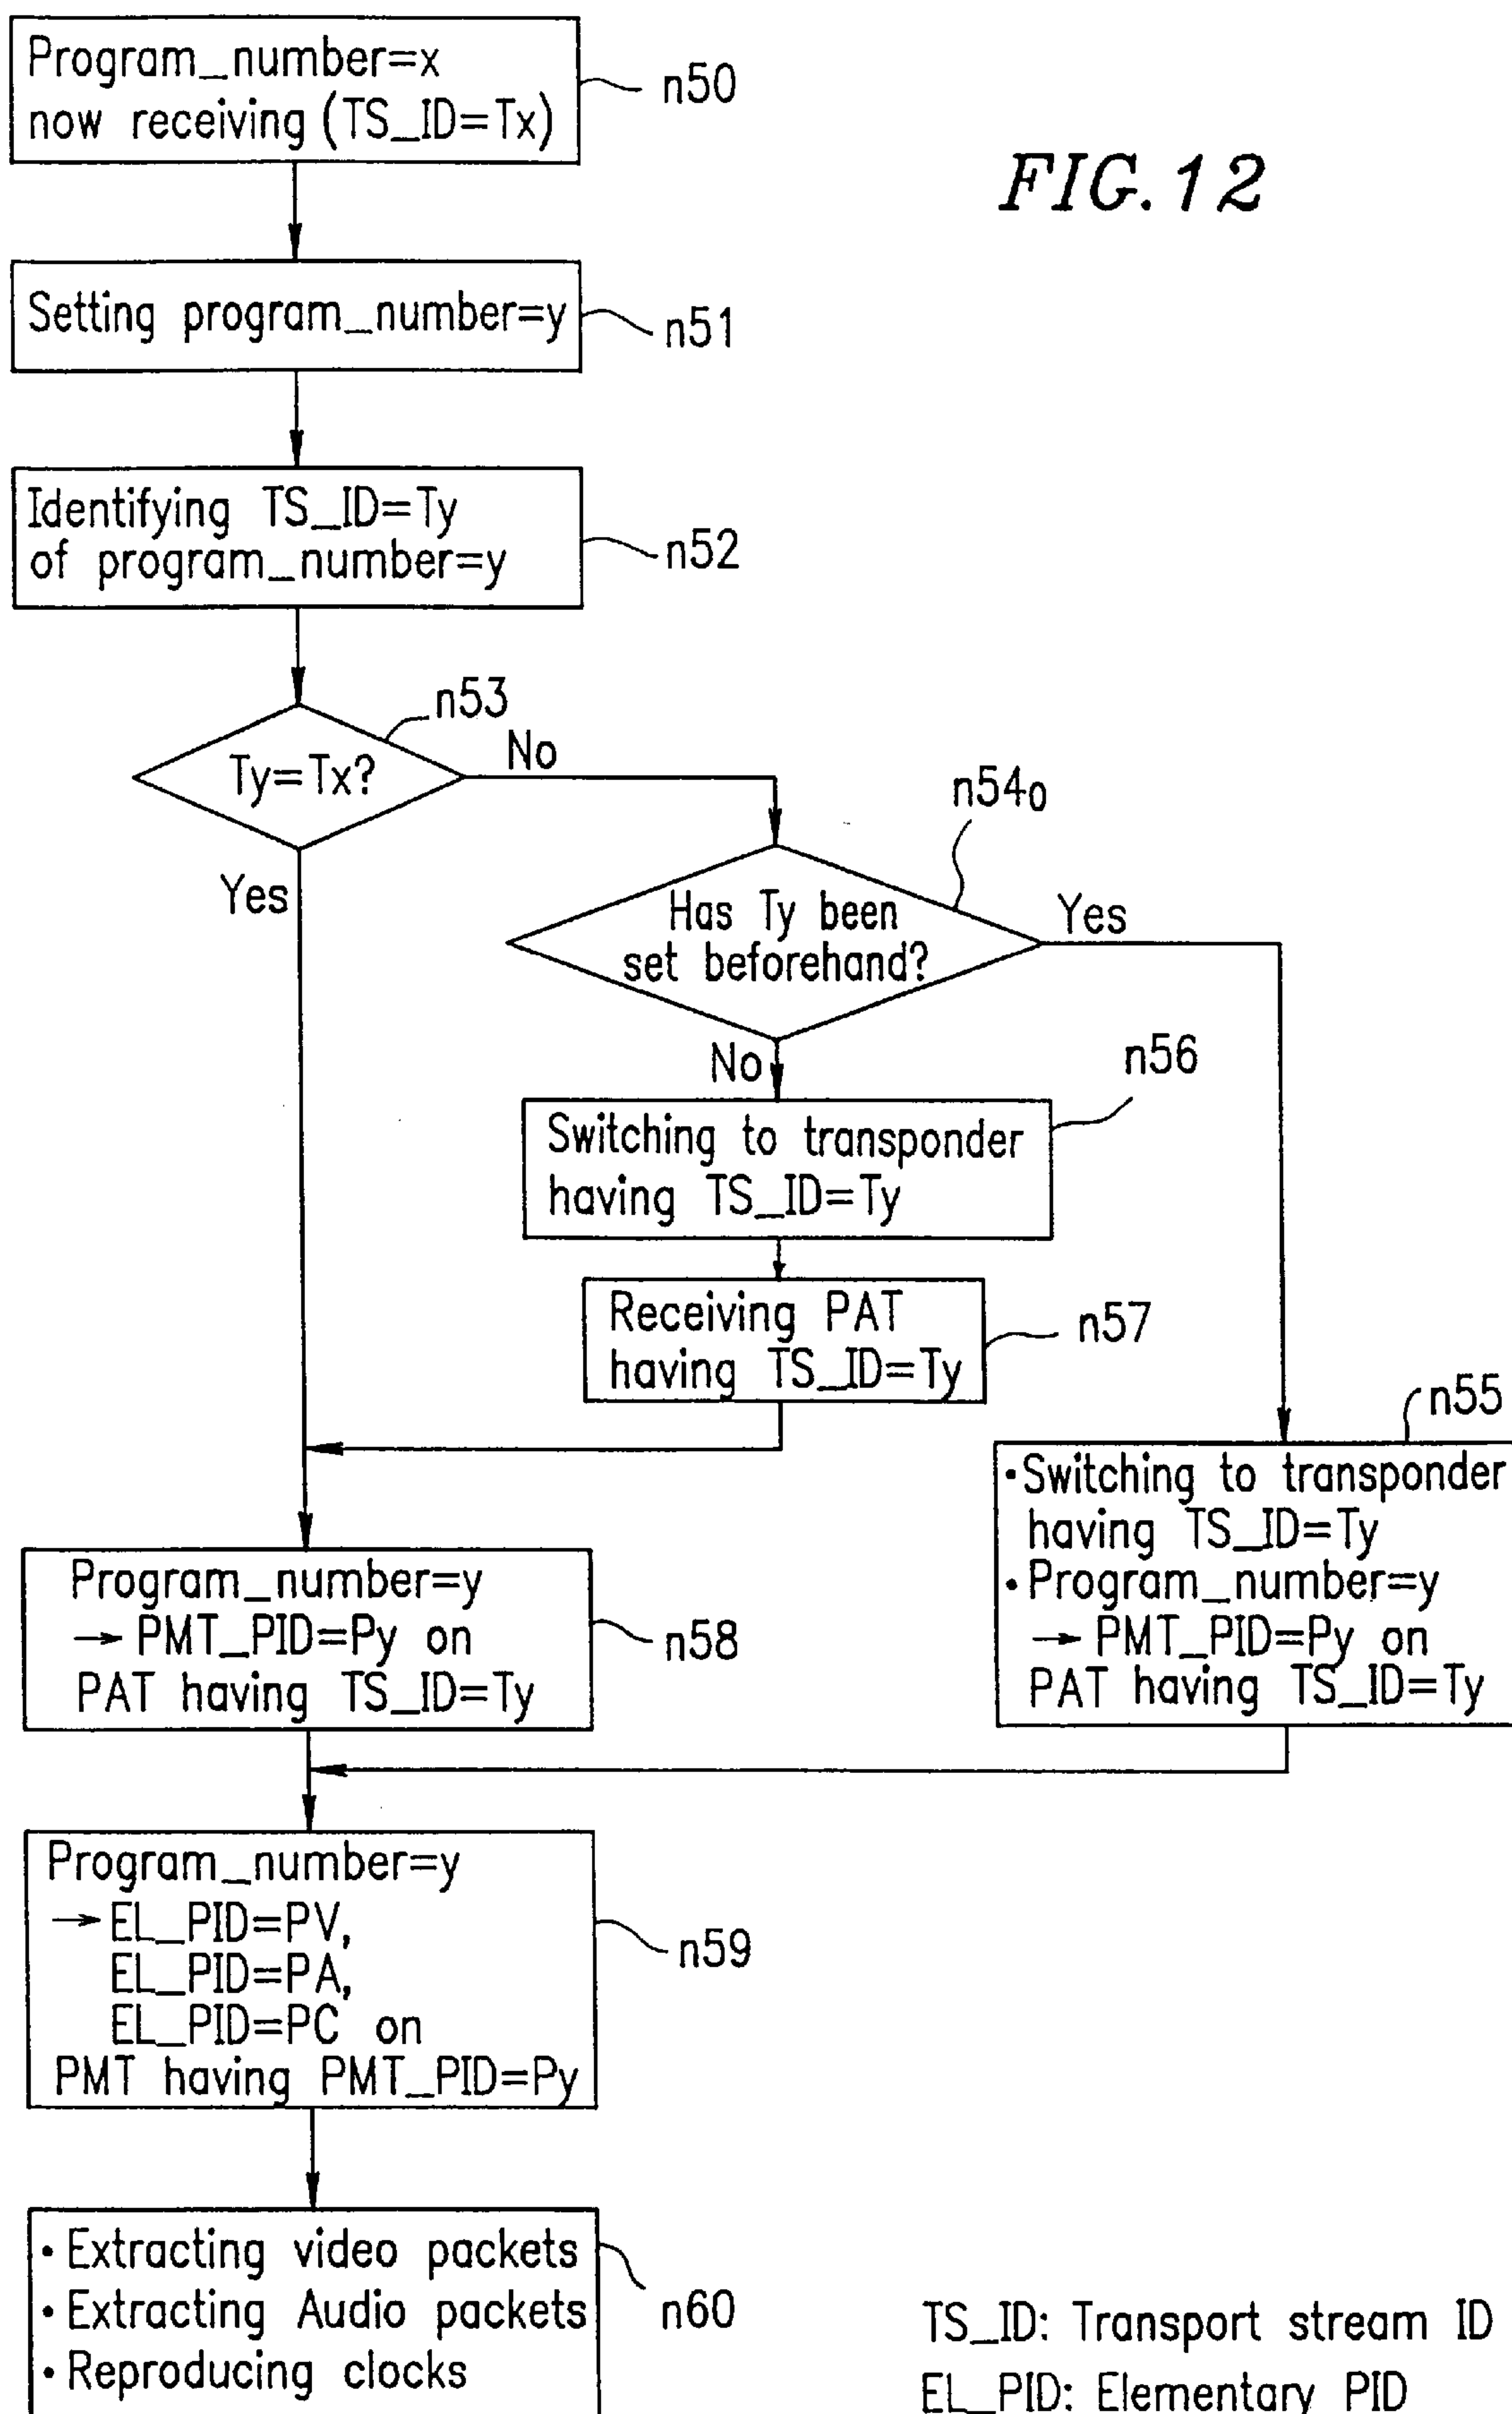 Program_number=x
now receiving (TS_ID=Tx)
n50
FIG.12
Setting program_number=y
n51
Identifying TS_ID=Ty
of program_number=y
n52
n53
Ty=Tx?
No
Yes
n54₀
Has Ty been
set beforehand?
Yes
No
n56
Switching to transponder
having TS_ID=Ty
Receiving PAT
having TS_ID=Ty
n57
n55
•Switching to transponder
having TS_ID=Ty
•Program_number=y
→ PMT_PID=Py on
PAT having TS_ID=Ty
Program_number=y
→ PMT_PID=Py on
PAT having TS_ID=Ty
n58
Program_number=y
→ EL_PID=PV,
EL_PID=PA,
EL_PID=PC on
PMT having PMT_PID=Py
n59
• Extracting video packets
• Extracting Audio packets
• Reproducing clocks
n60
TS_ID: Transport stream ID
EL_PID: Elementary PID